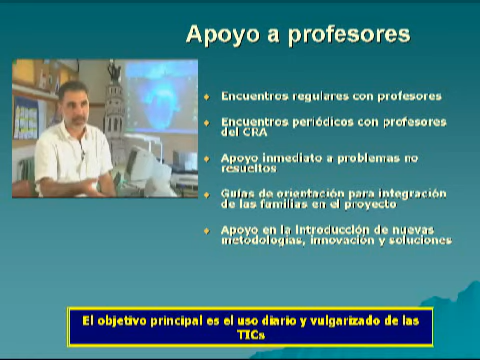 Apoyo a profesores
Encuentros regulares con profesores
Encuentros periódicos con profesores
del CRA
Apoyo inmediato a problemas no
resueltos
Guías de orientación para integración
de las familias en el proyecto
Apoyo en la introducción de nuevas
metodologías, innovación y soluciones
El objetivo principal es el uso diario y vulgarizado de las
TICs